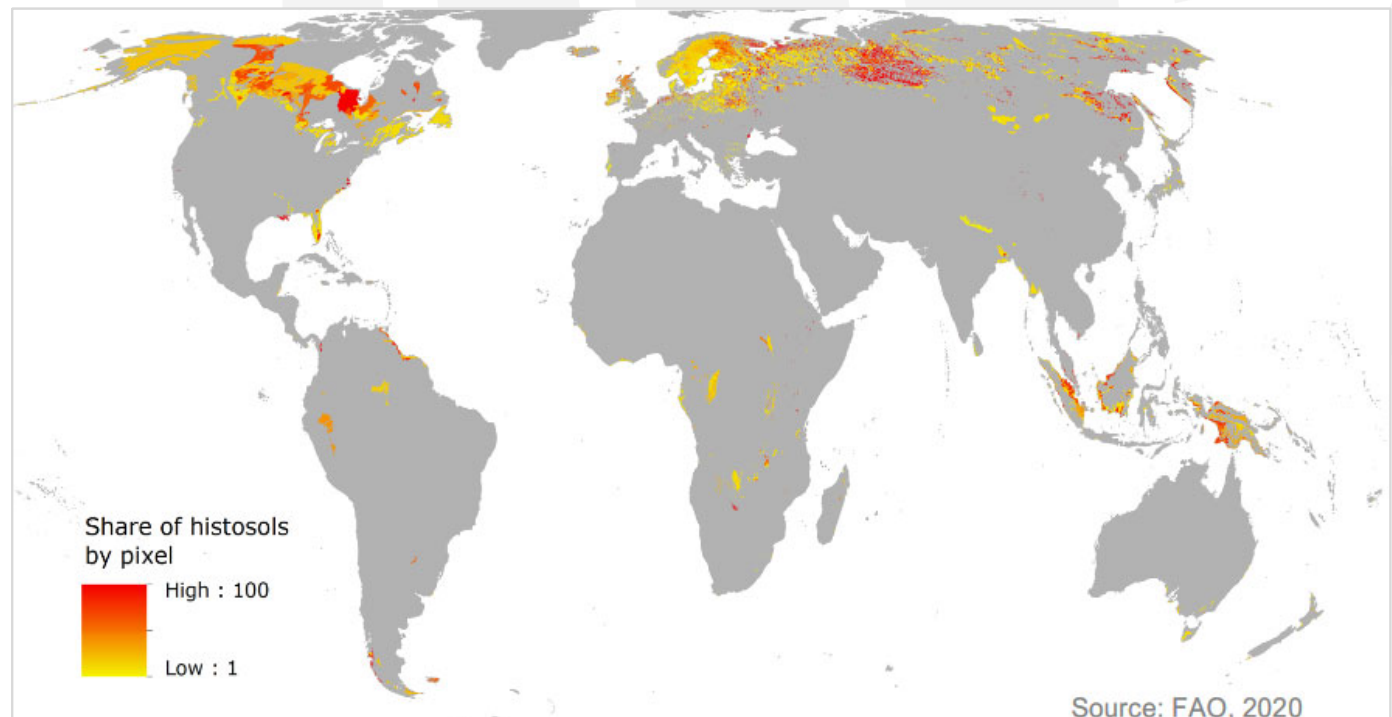 Share of histosols
by pixel
High : 100
Low : 1
Source: FAO, 2020